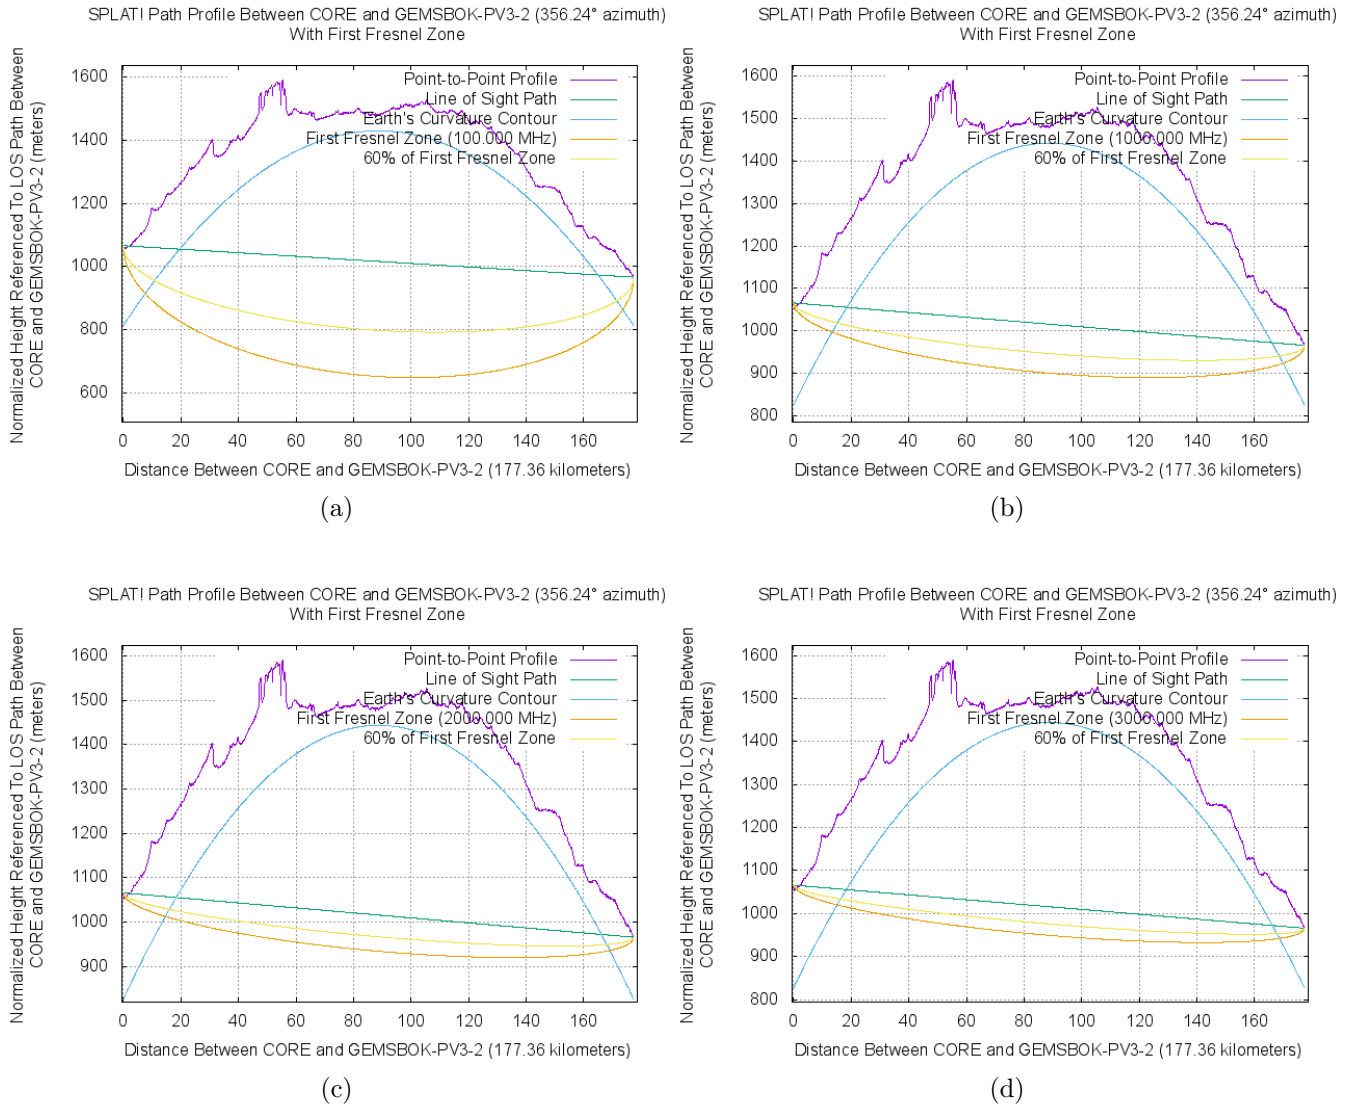 SPLAT! Path Profile Between CORE and GEMSBOK-PV3-2 (356.24° azimuth)
With First Fresnel Zone
Normalized Height Referenced To LOS Path Between
CORE and GEMSBOK-PV3-2 (meters)
1600
1400
1200
1000
800
600
Point-to-Point Profile
Line of Sight Path
Earth's Curvature Contour
First Fresnel Zone (100.000 MHz)
60% of First Fresnel Zone
0 20 40 60 80 100 120 140 160
Distance Between CORE and GEMSBOK-PV3-2 (177.36 kilometers)
(a)
SPLAT! Path Profile Between CORE and GEMSBOK-PV3-2 (356.24° azimuth)
With First Fresnel Zone
Normalized Height Referenced To LOS Path Between
CORE and GEMSBOK-PV3-2 (meters)
1600
1500
1400
1300
1200
1100
1000
900
800
Point-to-Point Profile
Line of Sight Path
Earth's Curvature Contour
First Fresnel Zone (1000.000 MHz)
60% of First Fresnel Zone
0 20 40 60 80 100 120 140 160
Distance Between CORE and GEMSBOK-PV3-2 (177.36 kilometers)
(b)
SPLAT! Path Profile Between CORE and GEMSBOK-PV3-2 (356.24° azimuth)
With First Fresnel Zone
Normalized Height Referenced To LOS Path Between
CORE and GEMSBOK-PV3-2 (meters)
1600
1500
1400
1300
1200
1100
1000
900
Point-to-Point Profile
Line of Sight Path
Earth's Curvature Contour
First Fresnel Zone (2000.000 MHz)
60% of First Fresnel Zone
0 20 40 60 80 100 120 140 160
Distance Between CORE and GEMSBOK-PV3-2 (177.36 kilometers)
(c)
SPLAT! Path Profile Between CORE and GEMSBOK-PV3-2 (356.24° azimuth)
With First Fresnel Zone
Normalized Height Referenced To LOS Path Between
CORE and GEMSBOK-PV3-2 (meters)
1600
1500
1400
1300
1200
1100
1000
900
800
Point-to-Point Profile
Line of Sight Path
Earth's Curvature Contour
First Fresnel Zone (3000.000 MHz)
60% of First Fresnel Zone
0 20 40 60 80 100 120 140 160
Distance Between CORE and GEMSBOK-PV3-2 (177.36 kilometers)
(d)